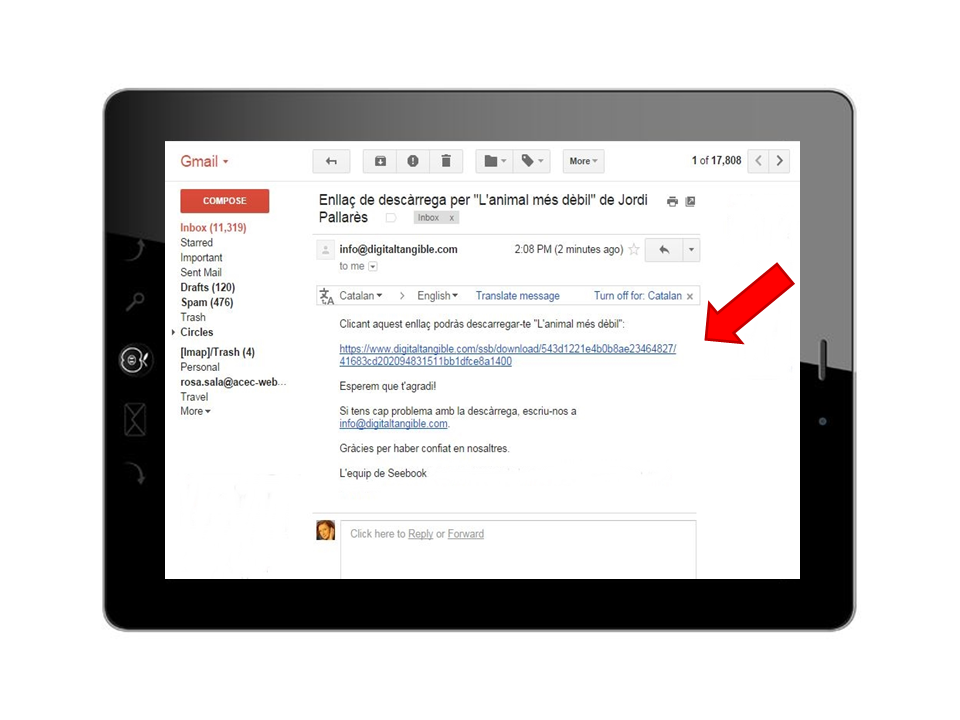 Gmail
More
1 of 17,808
COMPOSE
Inbox (11,319)
Starred
Important
Sent Mail
Drafts (120)
Spam (476)
Trash
Circles
[Imap]/Trash (4)
Personal
rosa.sala@acec-web...
Travel
More
Enllaç de descàrrega per "L'animal més dèbil" de Jordi
Pallarès
Inbox x
info@digitaltangible.com
2:08 PM (2 minutes ago)
to me
Catalan > English Translate message Turn off for: Catalan x
Clicant aquest enllaç podràs descarregar-te "L'animal més dèbil":
https://www.digitaltangible.com/ssb/download/543d1221e4b0b8ae23464827/
41683cd202094831511bb1dfce8a1400
Esperem que t'agradi!
Si tens cap problema amb la descàrrega, escriu-nos a
info@digitaltangible.com.
Gràcies per haber confiat en nosaltres.
L'equip de Seebook
Click here to Reply or Forward